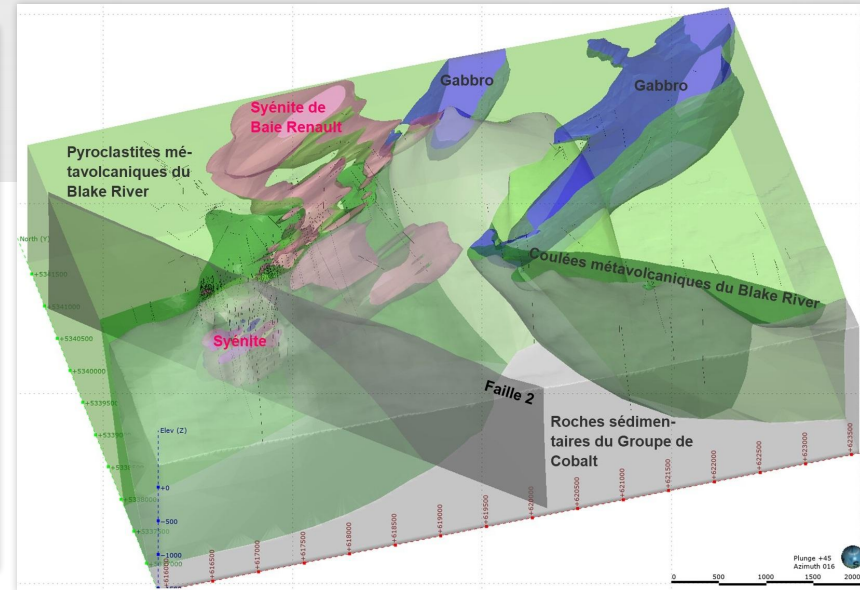 Gabbro
Gabbro
Syénite de
Baie Renault
Pyroclastites mé-
tavolcaniques du
Blake River
North (Y)
+5341500
+5340500
+5340000
Coulées métavolcaniques du Blake River
Syénite
Faille 2
Roches sédimen-
taires du Groupe de
Cobalt
Elev (Z)
+0
-500
-1000
+616000
+616500
+617000
+617500
+618000
+618500
+619000
+619500
+620000
+620500
+621000
+621500
+622000
+622500
+623000
+623500
Plunge +45
Azimuth 016
0 500 1000 1500 2000